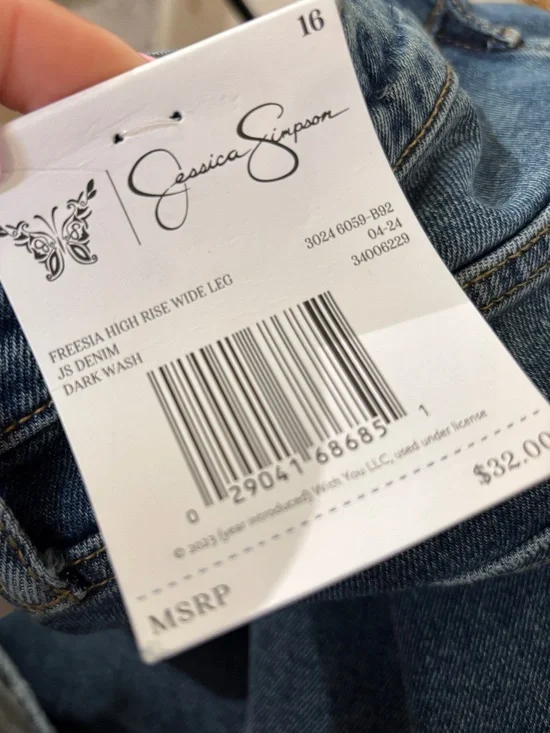 16
Jessica Simpson
3024 6059-B92
04-24
34006229
FREESIA HIGH RISE WIDE LEG
JS DENIM
DARK WASH
0 29041 68685 1
© 2023 [year introduced] With You LLC, used under license
MSRP $32.00